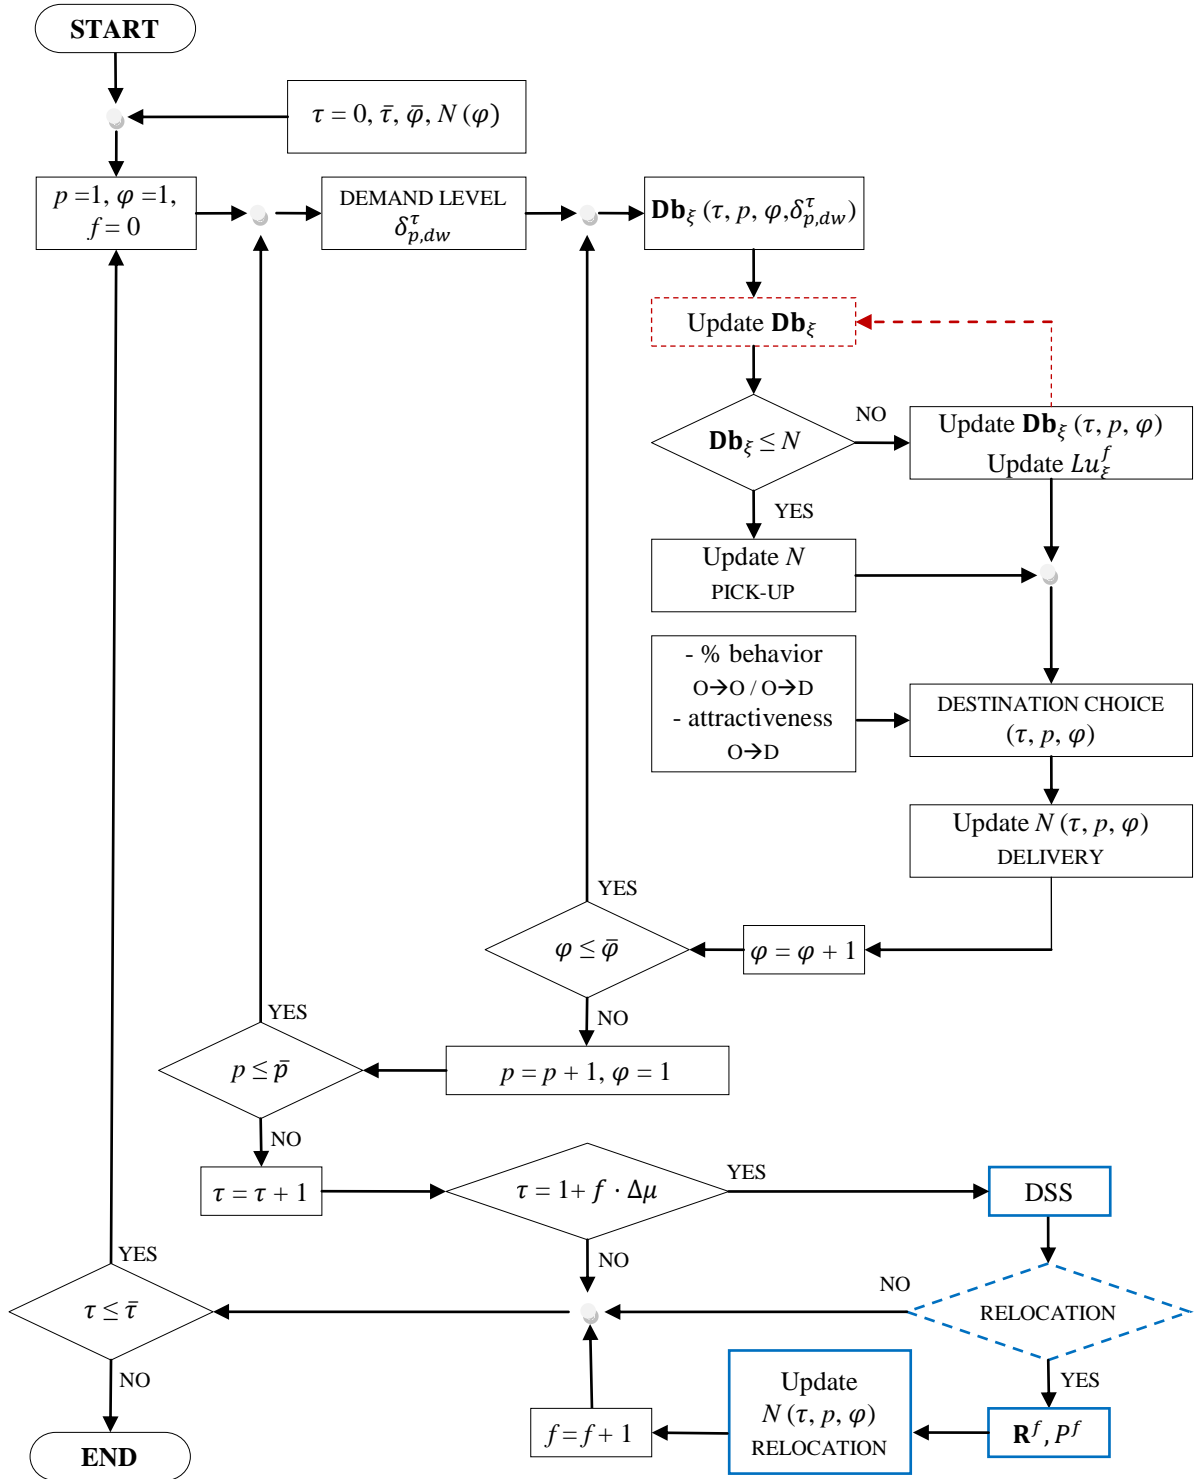 START
τ = 0, τ̄, φ̄, N (φ)
p =1, φ =1,
f = 0
DEMAND LEVEL
δ^τ_{p,dw}
Db_ξ (τ, p, φ,δ^τ_{p,dw})
Update Db_ξ
Db_ξ ≤ N
NO
Update Db_ξ (τ, p, φ)
Update Lu^f_ξ
YES
Update N
PICK-UP
- % behavior
O→O / O→D
- attractiveness
O→D
DESTINATION CHOICE
(τ, p, φ)
Update N (τ, p, φ)
DELIVERY
YES
φ ≤ φ̄
φ = φ + 1
NO
YES
p ≤ p̄
p = p + 1, φ = 1
NO
τ = τ + 1
τ = 1+ f · Δμ
YES
DSS
NO
YES
τ ≤ τ̄
NO
RELOCATION
YES
NO
Update
N (τ, p, φ)
RELOCATION
f = f + 1
R^f, P^f
END